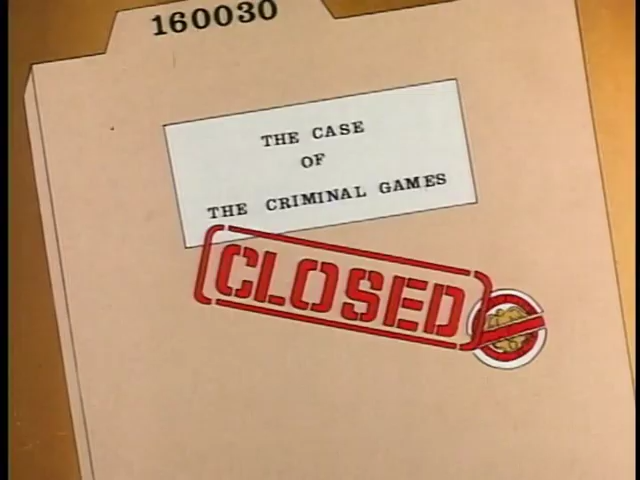 160030
THE CASE
OF
THE CRIMINAL GAMES
CLOSED